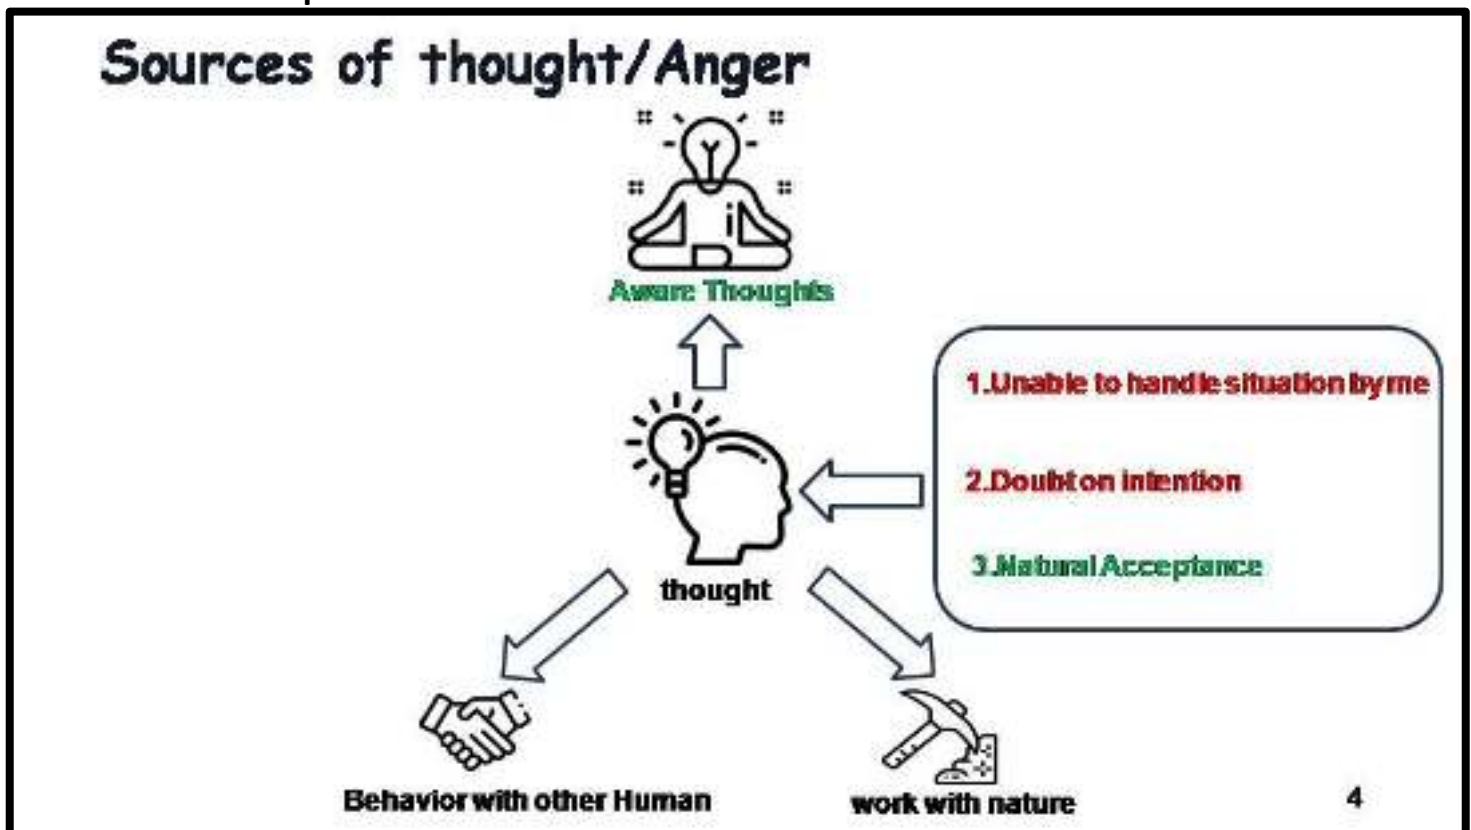 Sources of thought/Anger
Aware Thoughts
1.Unable to handle situation by me
2.Doubt on intention
3.Natural Acceptance
thought
Behavior with other Human
work with nature
4